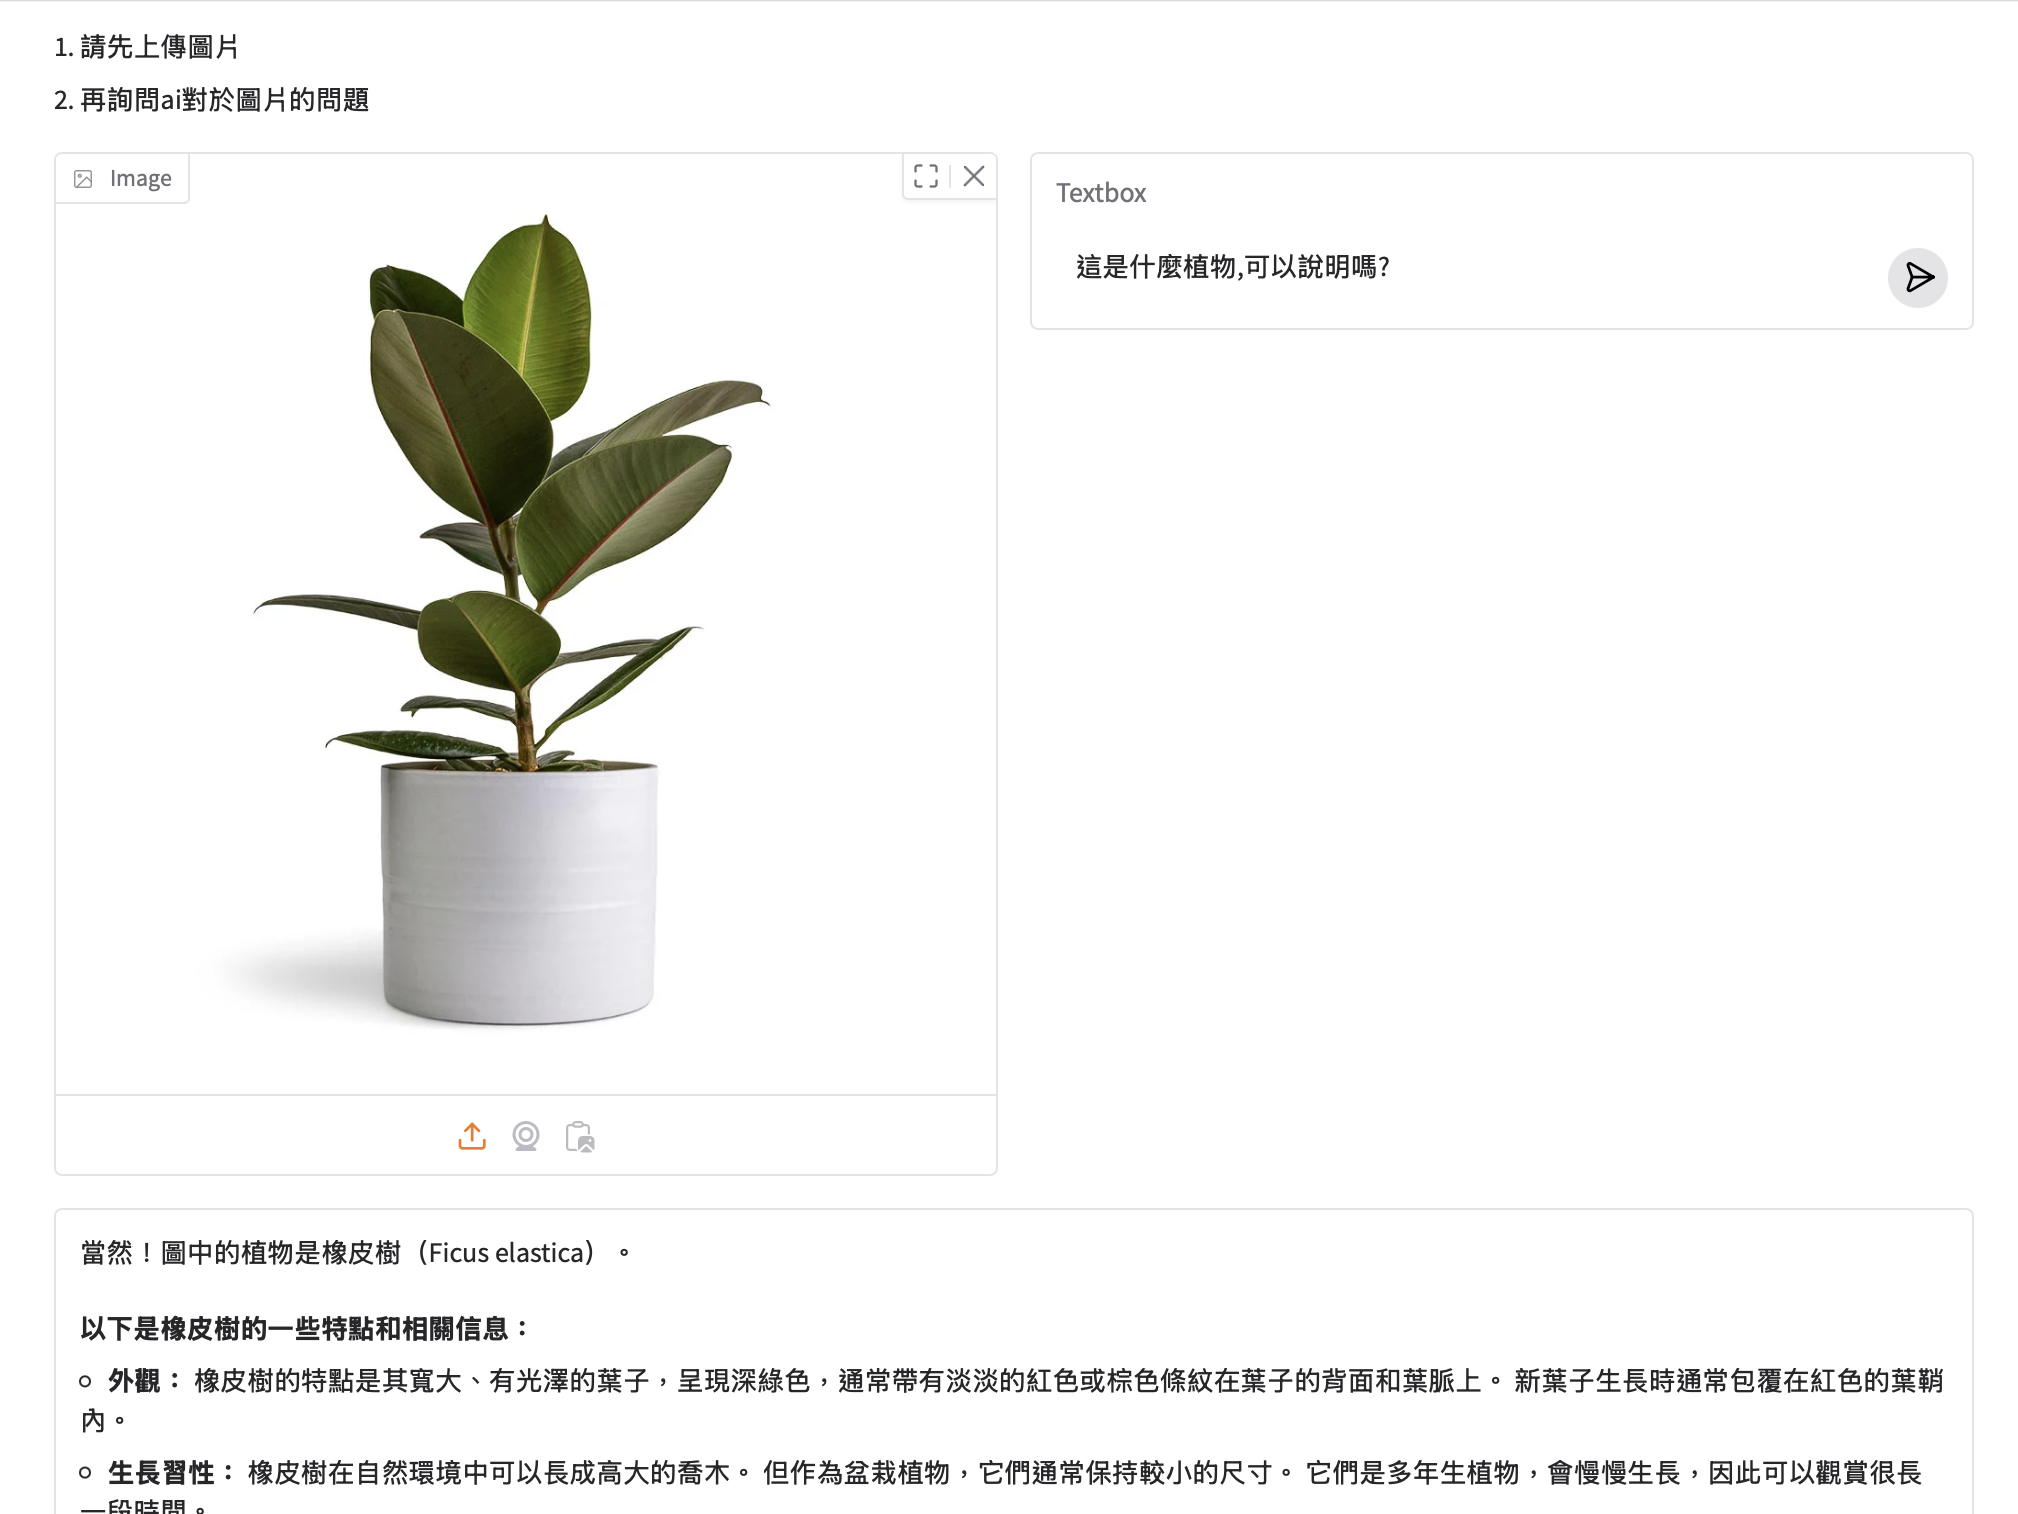 1. 請先上傳圖片
2. 再詢問ai對於圖片的問題
Image
Textbox
這是什麼植物,可以說明嗎?
當然！圖中的植物是橡皮樹（Ficus elastica）。
以下是橡皮樹的一些特點和相關信息：
外觀： 橡皮樹的特點是其寬大、有光澤的葉子，呈現深綠色，通常帶有淡淡的紅色或棕色條紋在葉子的背面和葉脈上。 新葉子生長時通常包覆在紅色的葉鞘
內。
生長習性： 橡皮樹在自然環境中可以長成高大的喬木。 但作為盆栽植物，它們通常保持較小的尺寸。 它們是多年生植物，會慢慢生長，因此可以觀賞很長
一段時間。